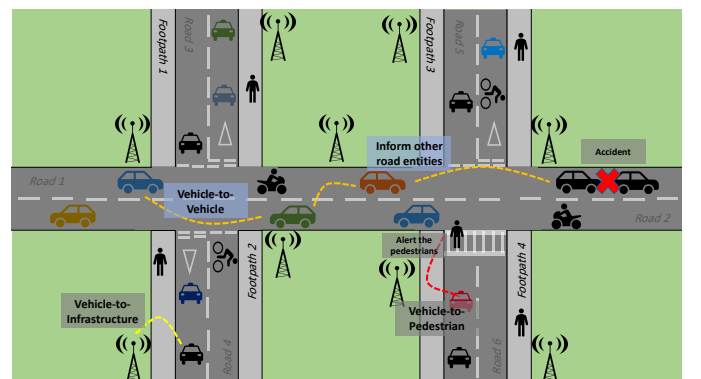 Footpath 1
Road 3
Footpath 3
Road 5
Inform other
road entities
Accident
Road 1
Vehicle-to-
Vehicle
Road 2
Alert the
pedestrians
Footpath 2
Footpath 4
Vehicle-to-
Infrastructure
Vehicle-to-
Pedestrian
Road 4
Road 6